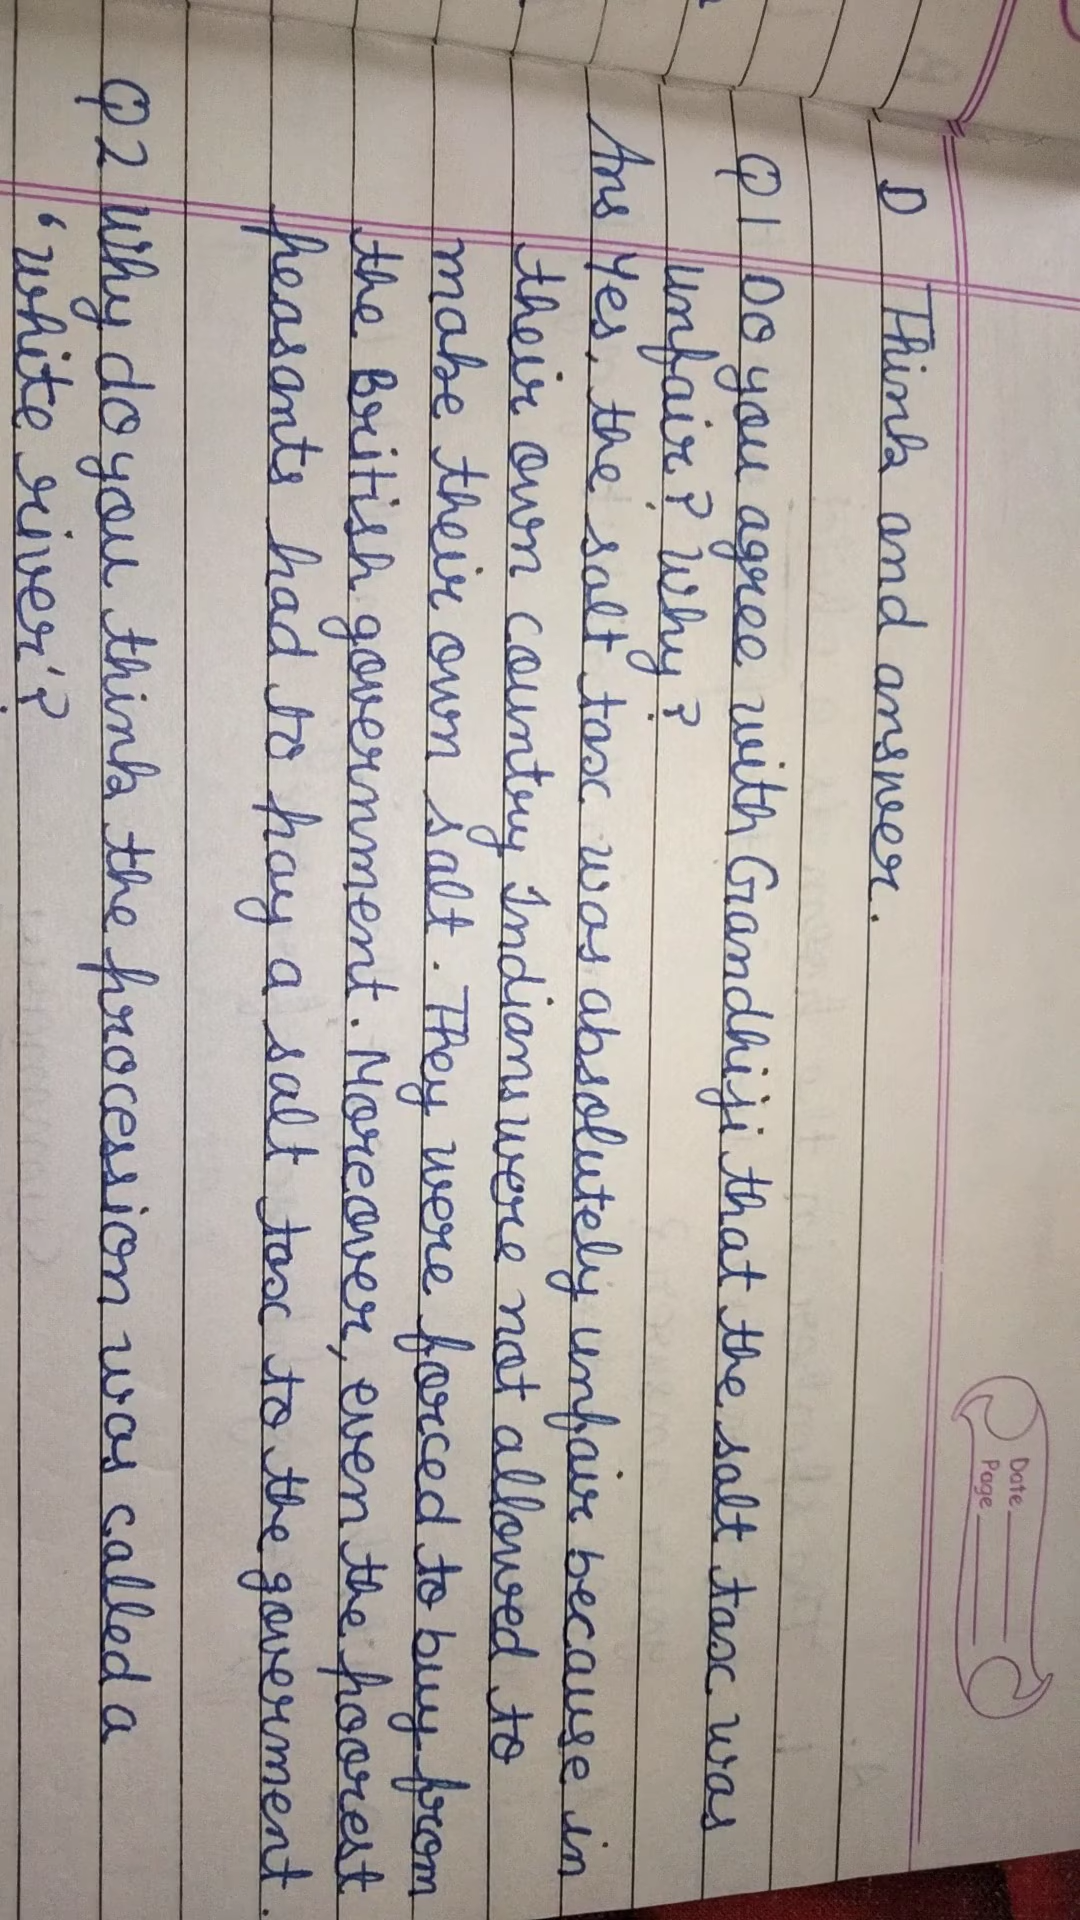 Date
Page
D Think and answer.
Q1 Do you agree with Gandhiji that the salt tax was
unfair? Why?
Ans Yes, the salt tax was absolutely unfair because in
their own country Indians were not allowed to
make their own salt. They were forced to buy from
the British government. Moreover, even the poorest
peasants had to pay a salt tax to the goverment.
Q2 Why do you think the procession was called a
'white river'?